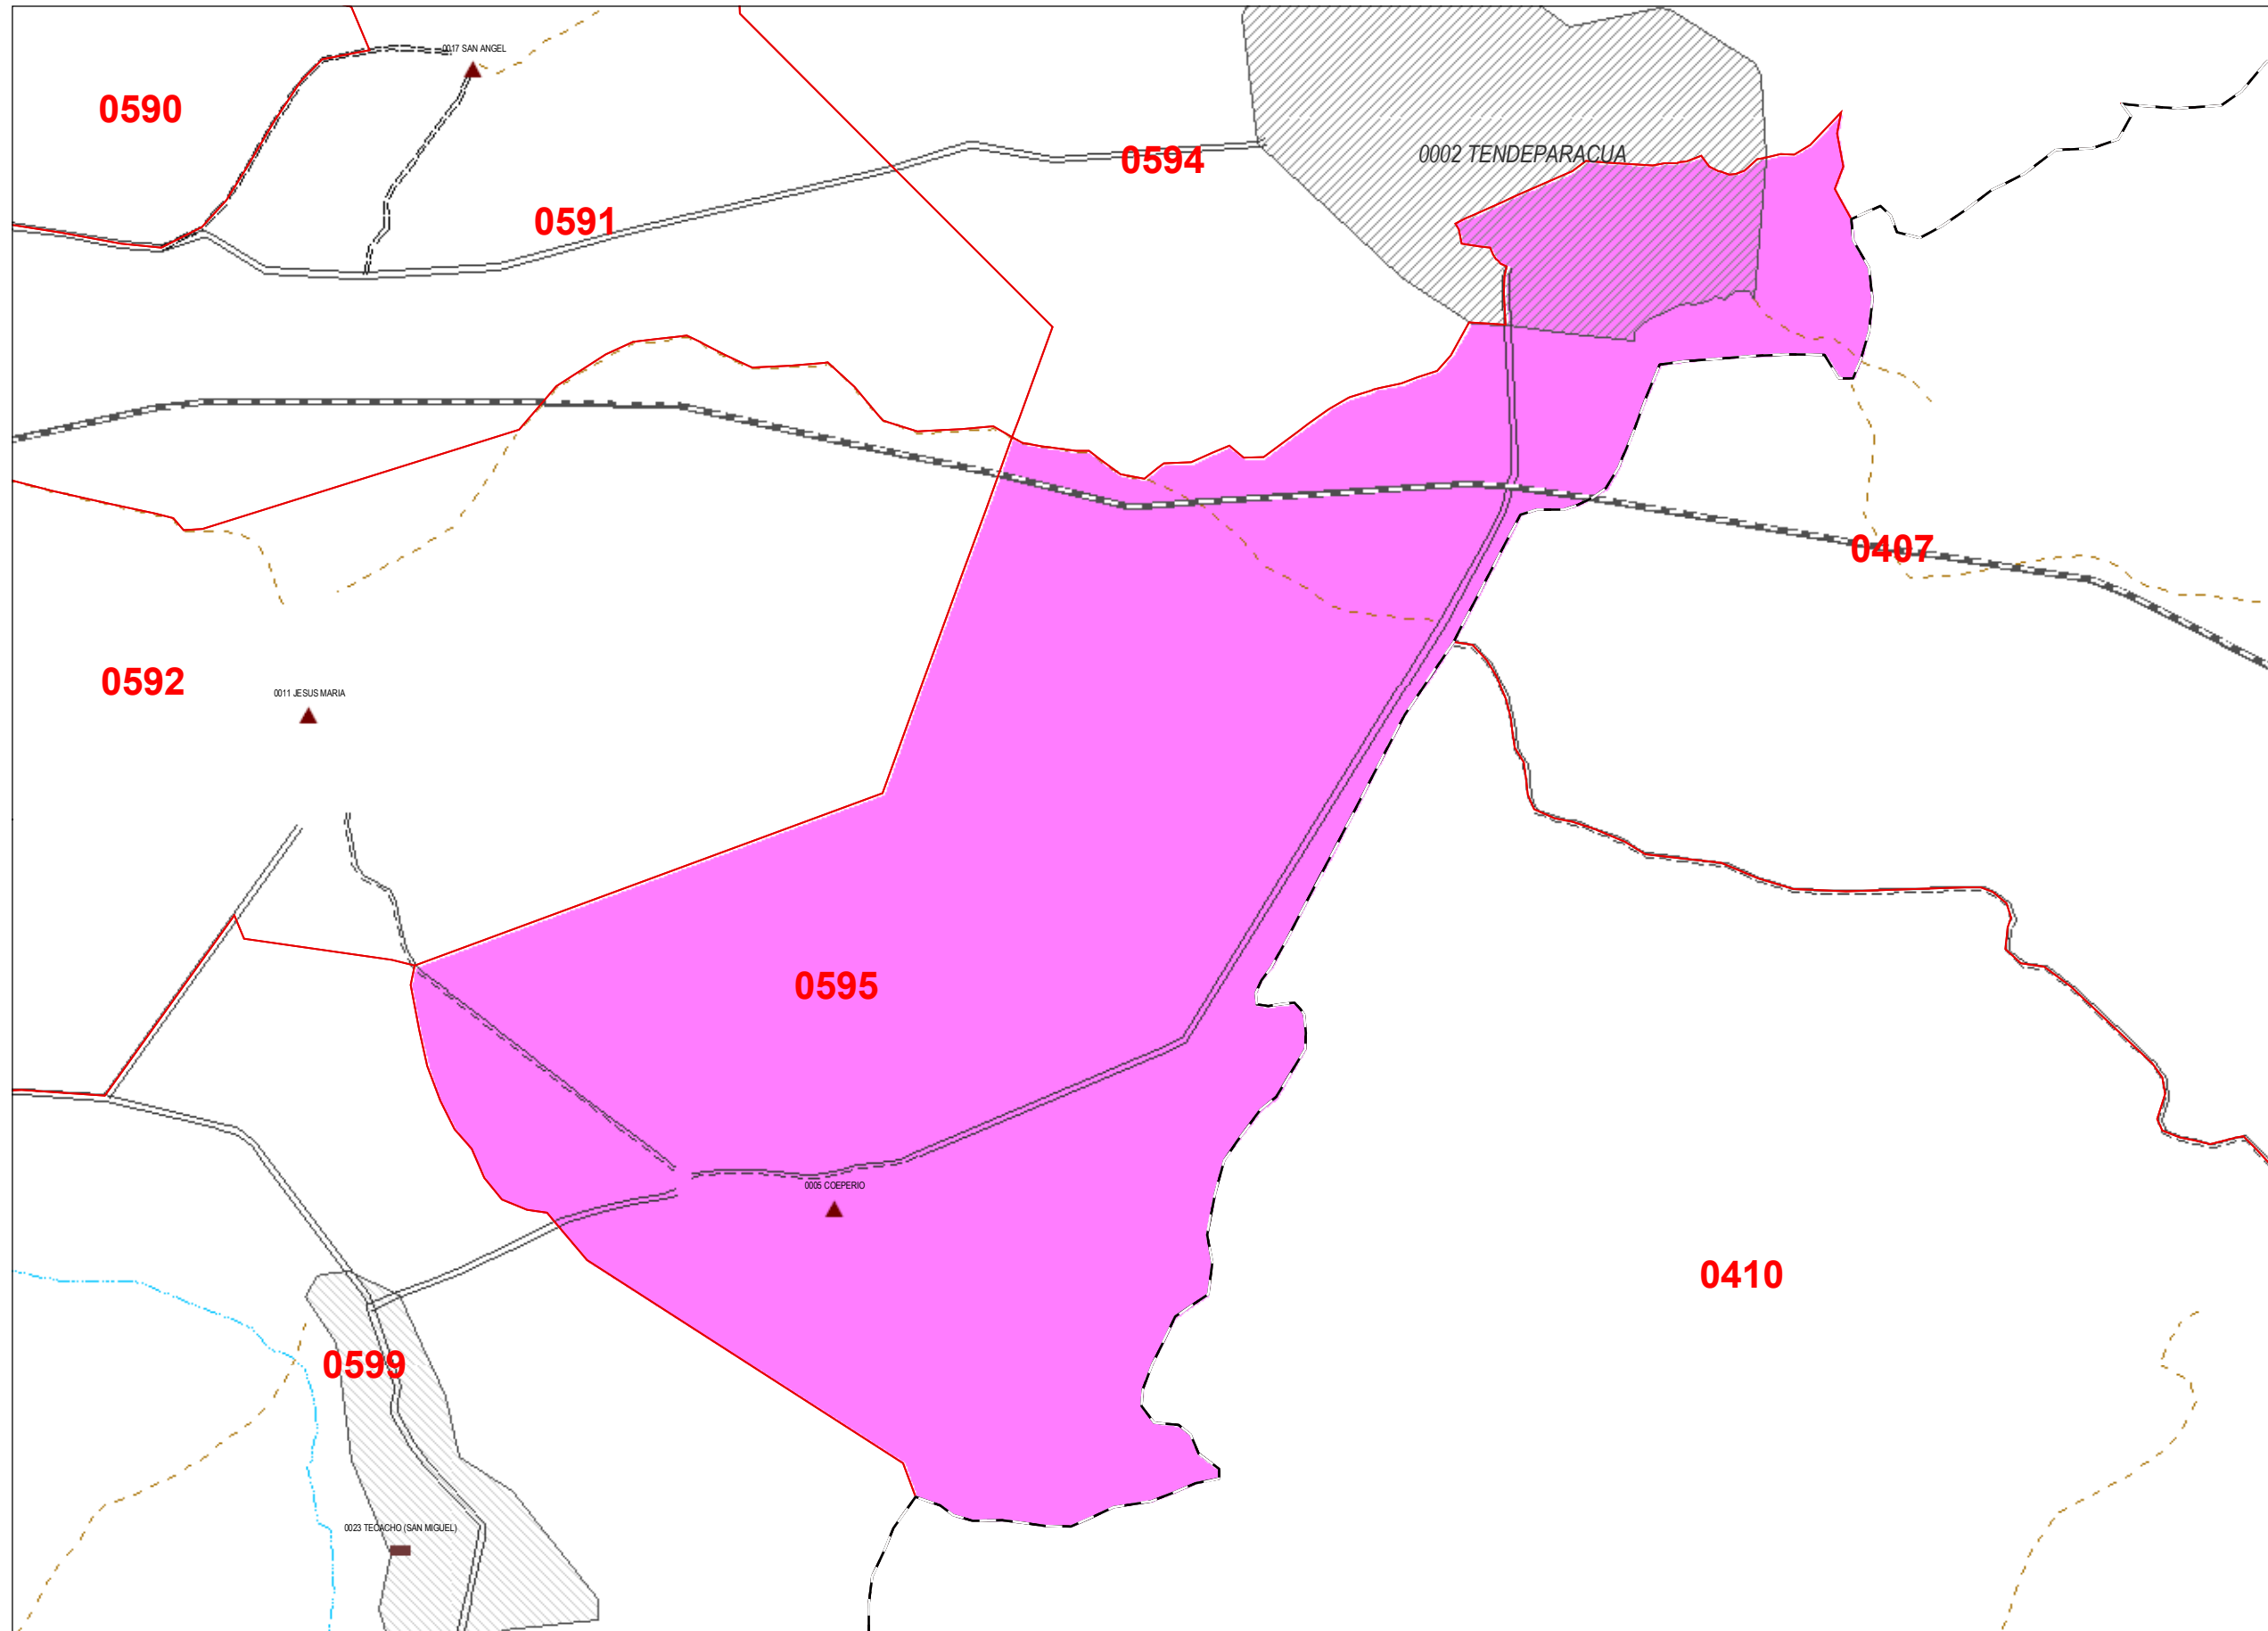 0017 SAN ANGEL
0590
0594
0002 TENDEPARACUA
0591
0407
0592
0011 JESUS MARIA
0595
0005 COEPERIO
0410
0599
0023 TECACHO (SAN MIGUEL)